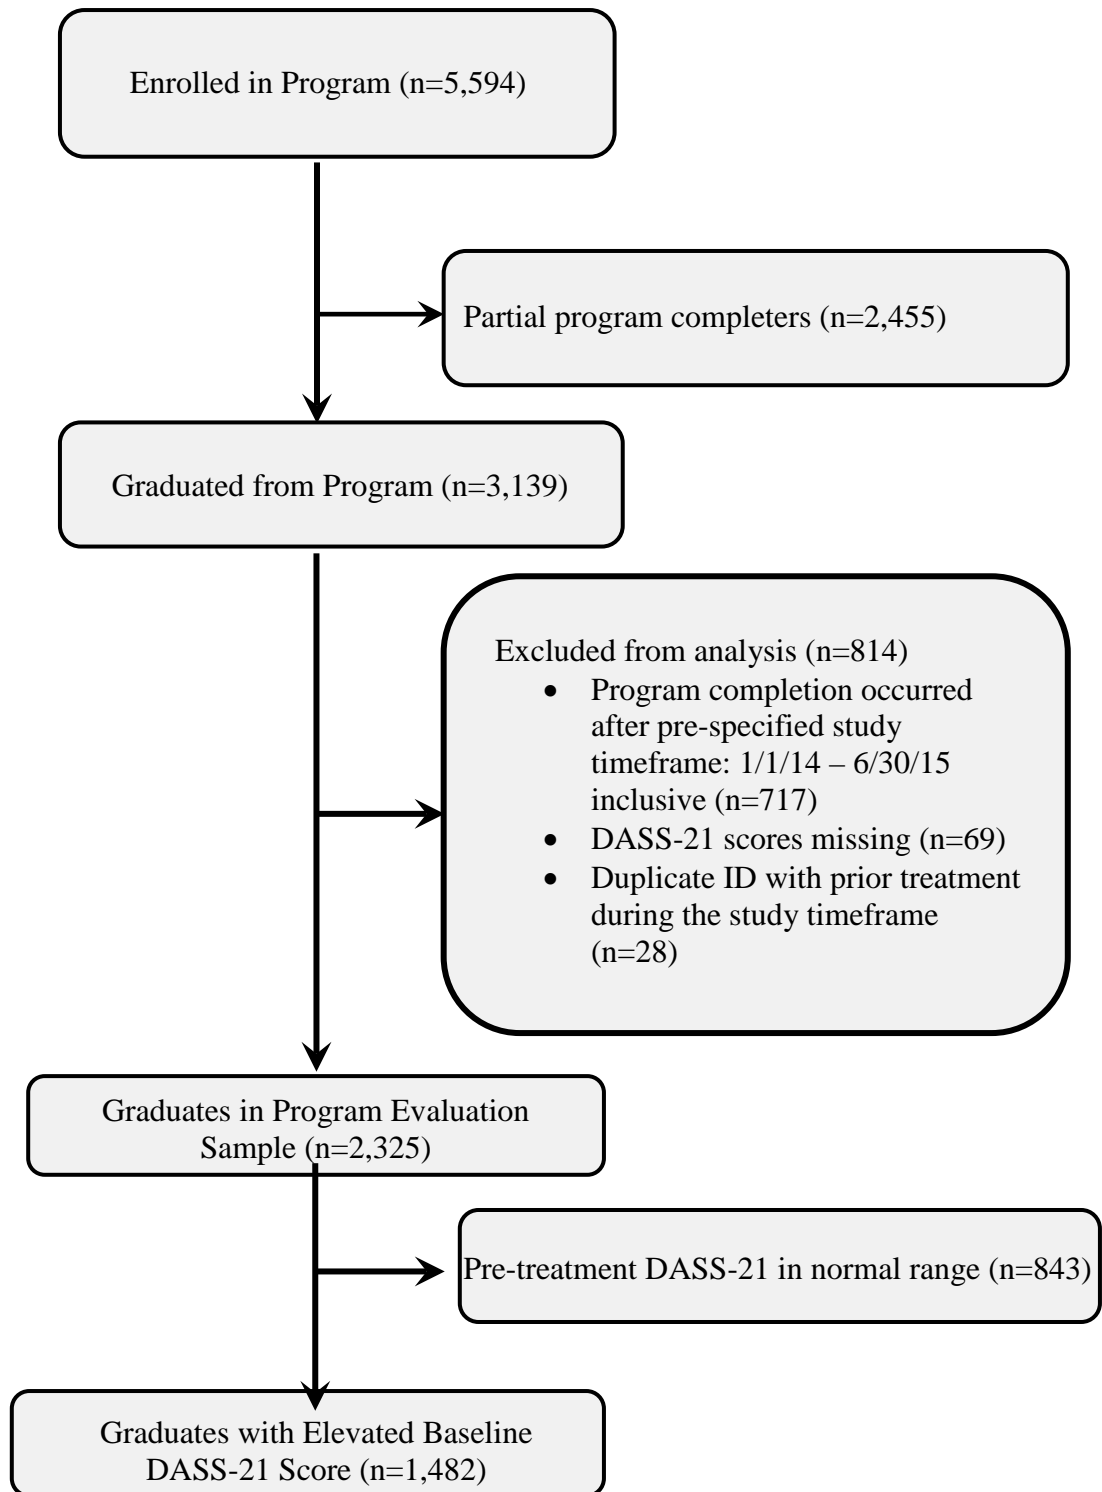 Enrolled in Program (n=5,594)
Partial program completers (n=2,455)
Graduated from Program (n=3,139)
Excluded from analysis (n=814)
• Program completion occurred
after pre-specified study
timeframe: 1/1/14 – 6/30/15
inclusive (n=717)
• DASS-21 scores missing (n=69)
• Duplicate ID with prior treatment
during the study timeframe
(n=28)
Graduates in Program Evaluation
Sample (n=2,325)
Pre-treatment DASS-21 in normal range (n=843)
Graduates with Elevated Baseline
DASS-21 Score (n=1,482)